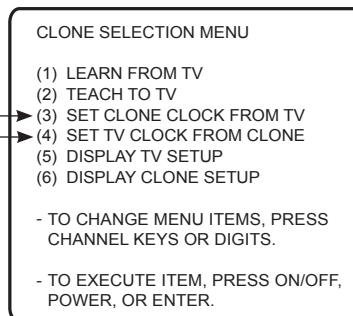 CLONE SELECTION MENU
(1) LEARN FROM TV
(2) TEACH TO TV
(3) SET CLONE CLOCK FROM TV
(4) SET TV CLOCK FROM CLONE
(5) DISPLAY TV SETUP
(6) DISPLAY CLONE SETUP
- TO CHANGE MENU ITEMS, PRESS
CHANNEL KEYS OR DIGITS.
- TO EXECUTE ITEM, PRESS ON/OFF,
POWER, OR ENTER.